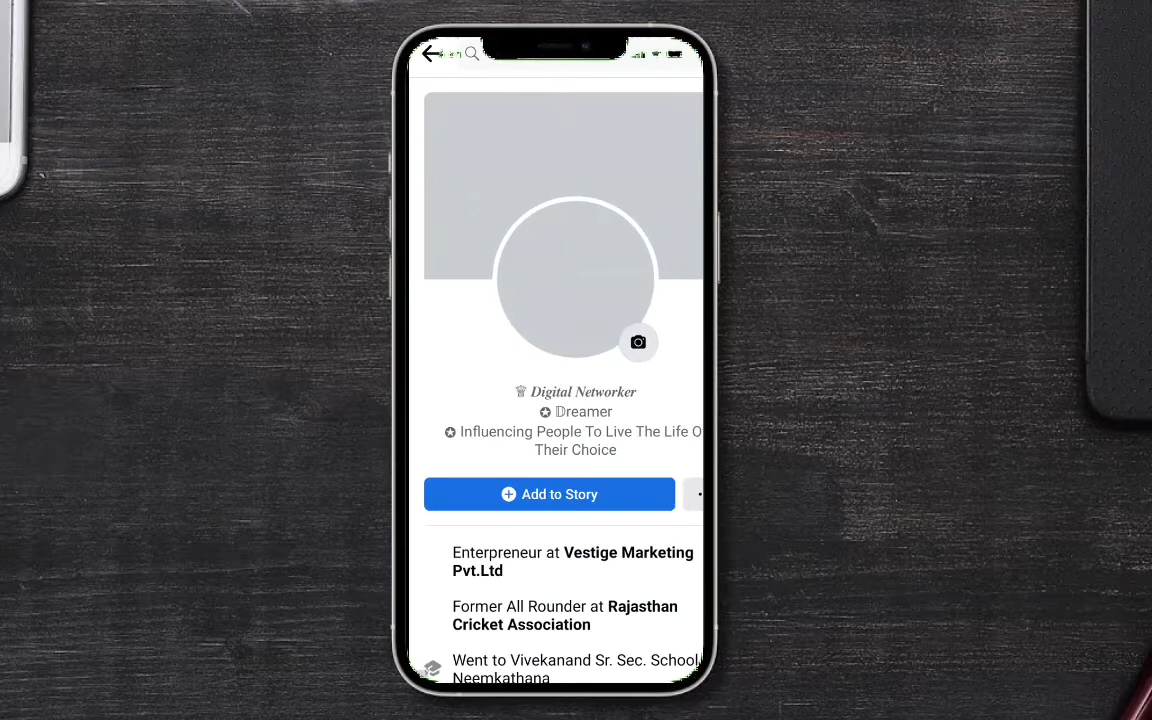 ♕ 𝑫𝒊𝒈𝒊𝒕𝒂𝒍 𝑵𝒆𝒕𝒘𝒐𝒓𝒌𝒆𝒓
✪ 𝔻reamer
✪ Influencing People To Live The Life O
Their Choice
Add to Story
Enterpreneur at Vestige Marketing
Pvt.Ltd
Former All Rounder at Rajasthan
Cricket Association
Went to Vivekanand Sr. Sec. School,
Neemkathana